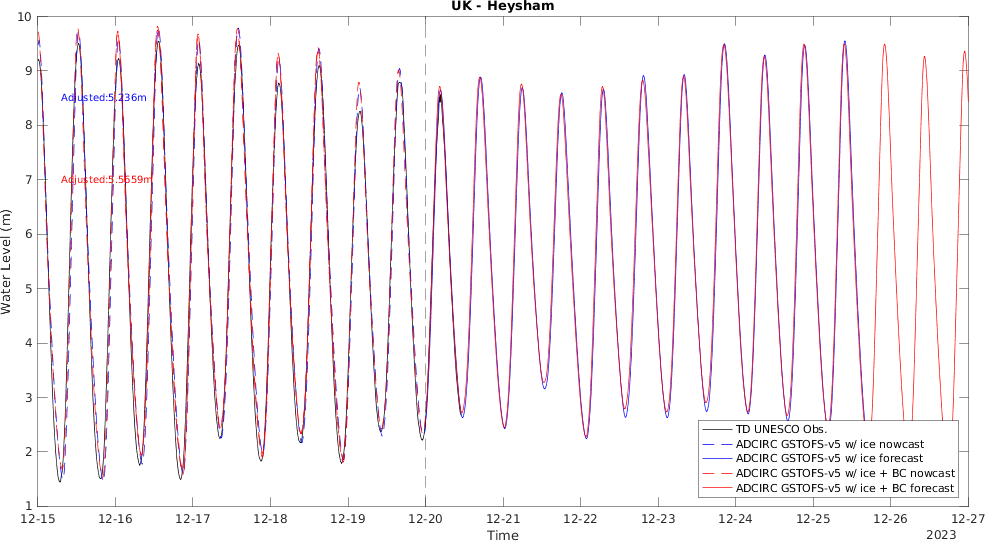 UK - Heysham
10
9
8
7
6
5
4
3
2
1
Water Level (m)
Adjusted:5.236m
Adjusted:5.5659m
TD UNESCO Obs.
ADCIRC GSTOFS-v5 w/ ice nowcast
ADCIRC GSTOFS-v5 w/ ice forecast
ADCIRC GSTOFS-v5 w/ ice + BC nowcast
ADCIRC GSTOFS-v5 w/ ice + BC forecast
12-15 12-16 12-17 12-18 12-19 12-20 12-21 12-22 12-23 12-24 12-25 12-26 12-27
Time
2023